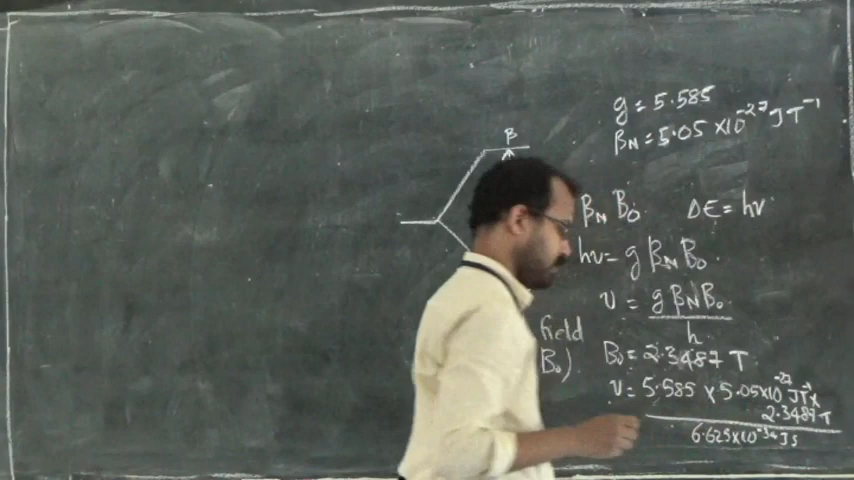 g = 5.585
βN = 5.05 × 10⁻²⁷ J T⁻¹
β
βN B₀ ΔE = hν
hν = g βN B₀
ν = g βN B₀
h
field
B₀) B₀ = 2.3487 T
ν = 5.585 × 5.05 × 10⁻²⁷ J T⁻¹ ×
2.3487 T
6.625 × 10⁻³⁴ J s